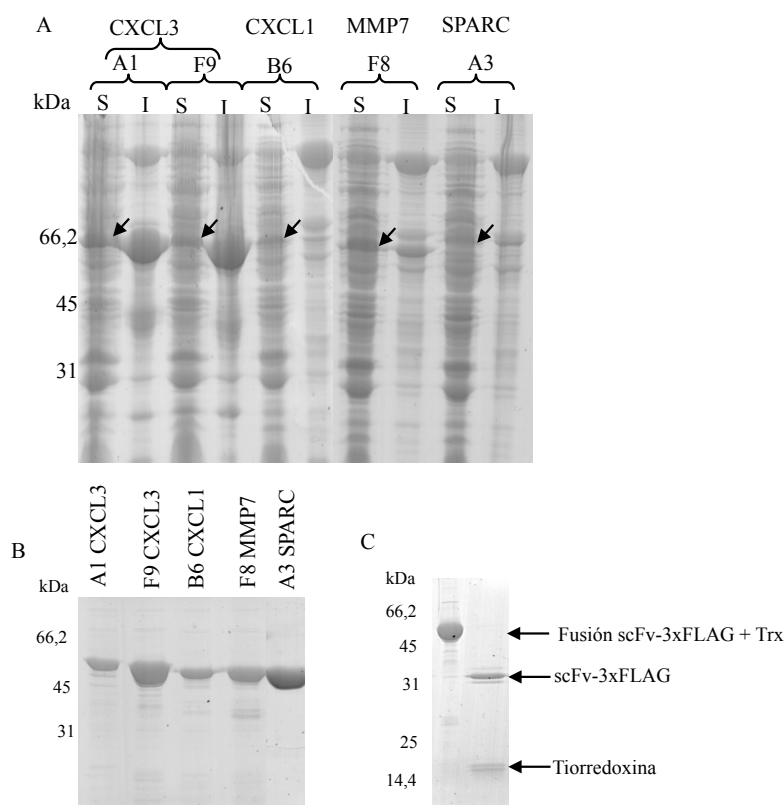 A
CXCL3 CXCL1 MMP7 SPARC
A1 F9 B6 F8 A3
kDa S I S I S I S I S I
66,2
45
31
B
A1 CXCL3
F9 CXCL3
B6 CXCL1
F8 MMP7
A3 SPARC
kDa
66,2
45
31
C
kDa
66,2
Fusión scFv-3xFLAG + Trx
45
scFv-3xFLAG
31
25
Tiorredoxina
14,4